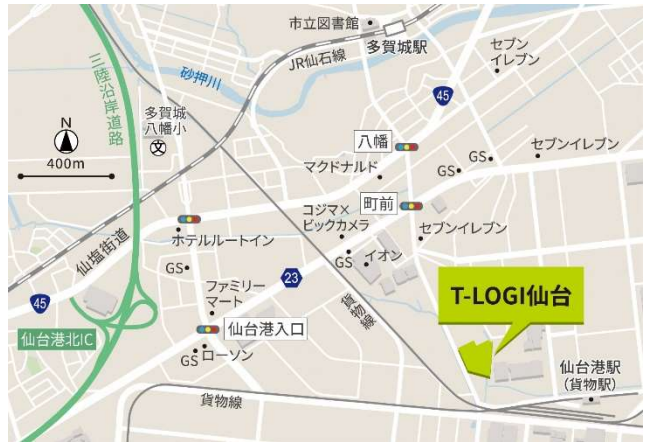 市立図書館
多賀城駅
JR仙石線
セブン
イレブン
三陸沿岸道路
砂押川
45
多賀城
八幡小
文
N
400m
八幡
マクドナルド
GS
GS
セブンイレブン
コジマ×
ビックカメラ
町前
セブンイレブン
GS
イオン
仙塩街道
ホテルルートイン
GS
23
45
ファミリー
マート
貨物線
T-LOGI仙台
仙台港北IC
仙台港入口
GS
ローソン
仙台港駅
(貨物駅)
貨物線